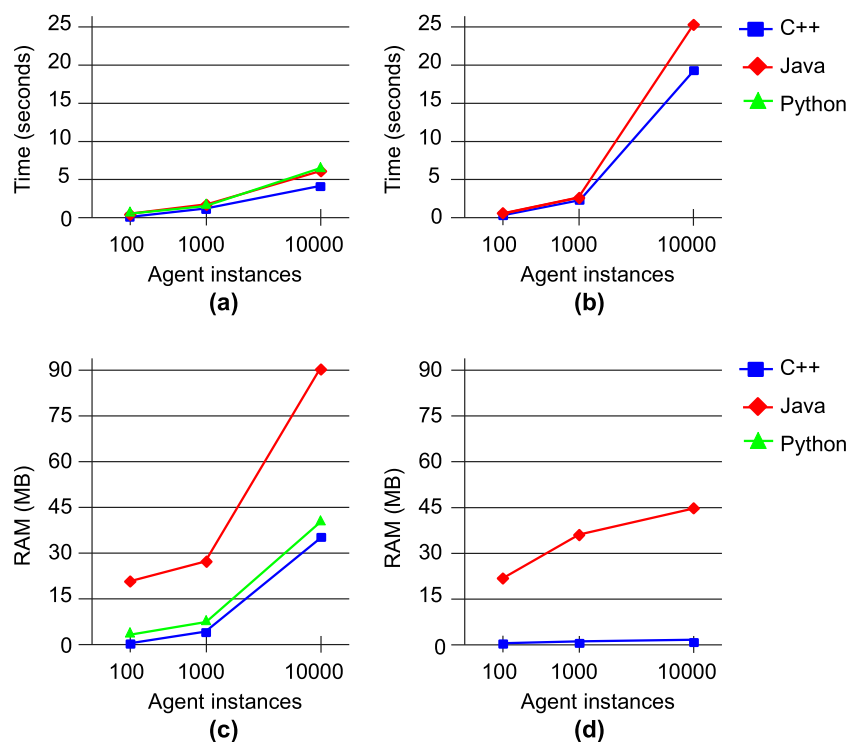 25
20
15
10
5
0
Time (seconds)
100 1000 10000
Agent instances
(a)
25
20
15
10
5
0
Time (seconds)
100 1000 10000
Agent instances
(b)
C++
Java
Python
90
75
60
45
30
15
0
RAM (MB)
100 1000 10000
Agent instances
(c)
90
75
60
45
30
15
0
RAM (MB)
100 1000 10000
Agent instances
(d)
C++
Java
Python